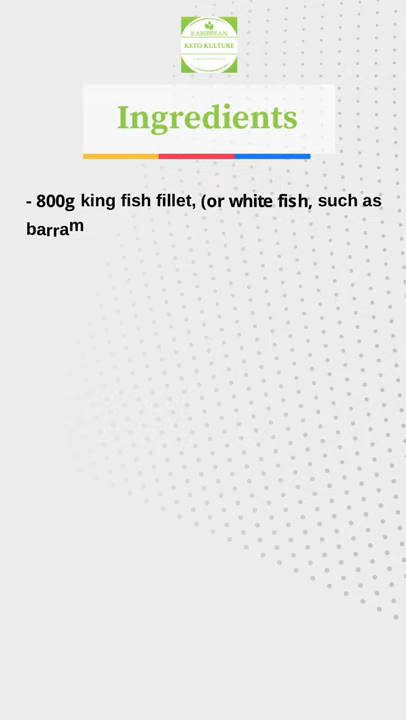 KARIBBEAN
KETO KULTURE
Ingredients
- 800g king fish fillet, (or white fish, such as
barram